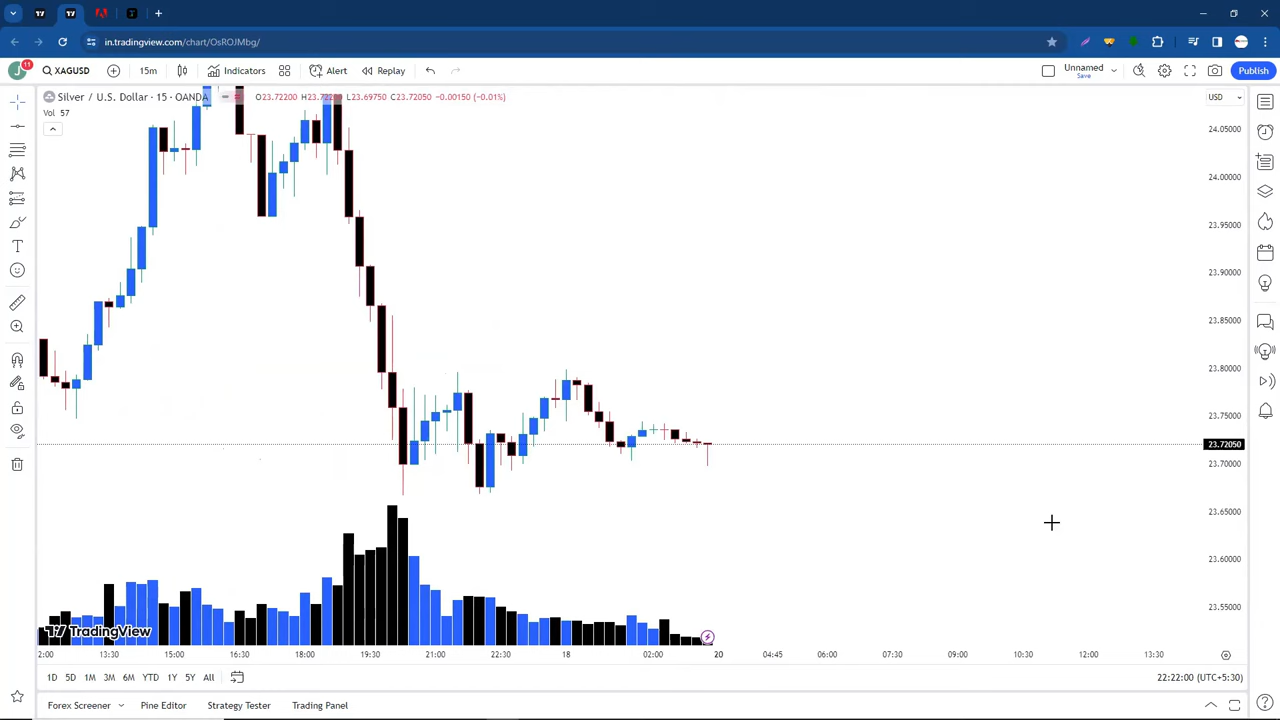 in.tradingview.com/chart/OsROJMbg/
J
11
XAGUSD
15m
Indicators
Alert
Replay
Unnamed
Save
Publish
Silver / U.S. Dollar · 15 · OANDA
O23.72200 H23.72200 L23.69750 C23.72050 -0.00150 (-0.01%)
USD
Vol 57
24.05000
24.00000
23.95000
23.90000
23.85000
23.80000
23.75000
23.72050
23.70000
23.65000
23.60000
23.55000
TradingView
2:00 13:30 15:00 16:30 18:00 19:30 21:00 22:30 18 02:00 20 04:45 06:00 07:30 09:00 10:30 12:00 13:30
1D 5D 1M 3M 6M YTD 1Y 5Y All
22:22:00 (UTC+5:30)
Forex Screener Pine Editor Strategy Tester Trading Panel